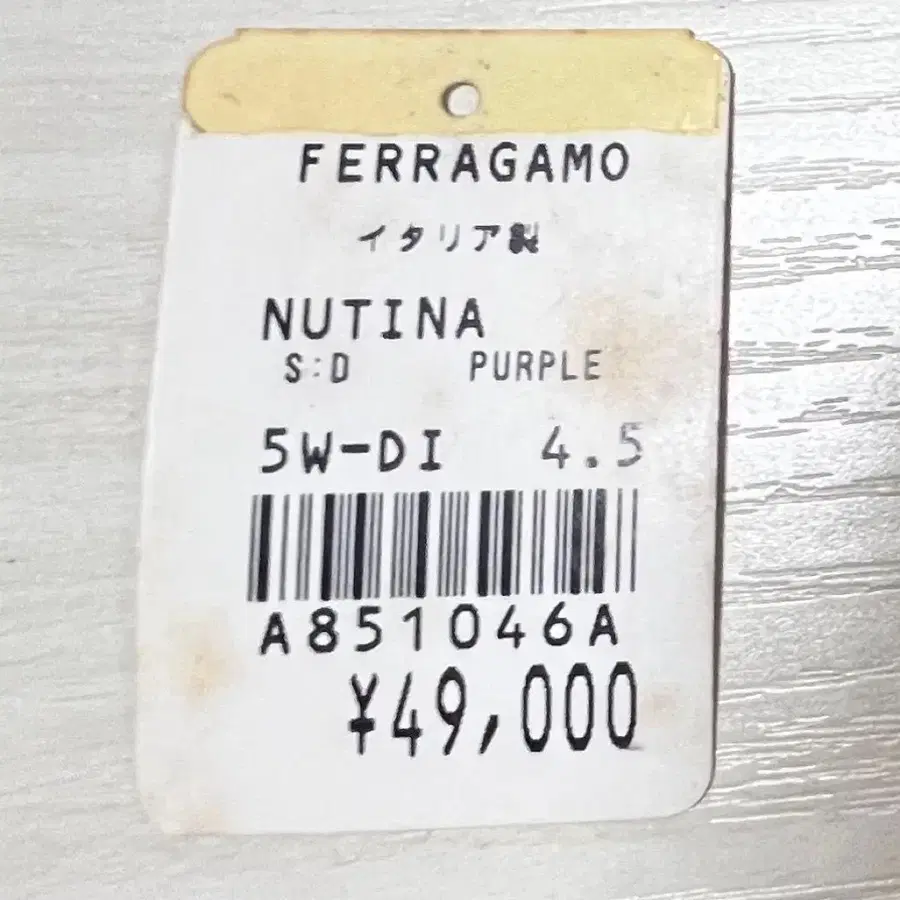 FERRAGAMO
イタリア製
NUTINA
S:D PURPLE
5W-DI 4.5
A851046A
¥49,000